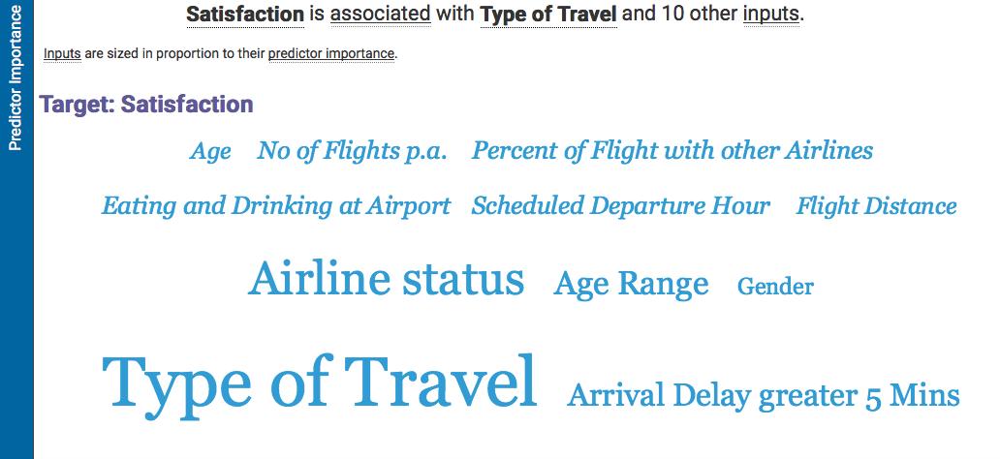 Predictor Importance
Satisfaction is associated with Type of Travel and 10 other inputs.
Inputs are sized in proportion to their predictor importance.
Target: Satisfaction
Age No of Flights p.a. Percent of Flight with other Airlines
Eating and Drinking at Airport Scheduled Departure Hour Flight Distance
Airline status Age Range Gender
Type of Travel Arrival Delay greater 5 Mins